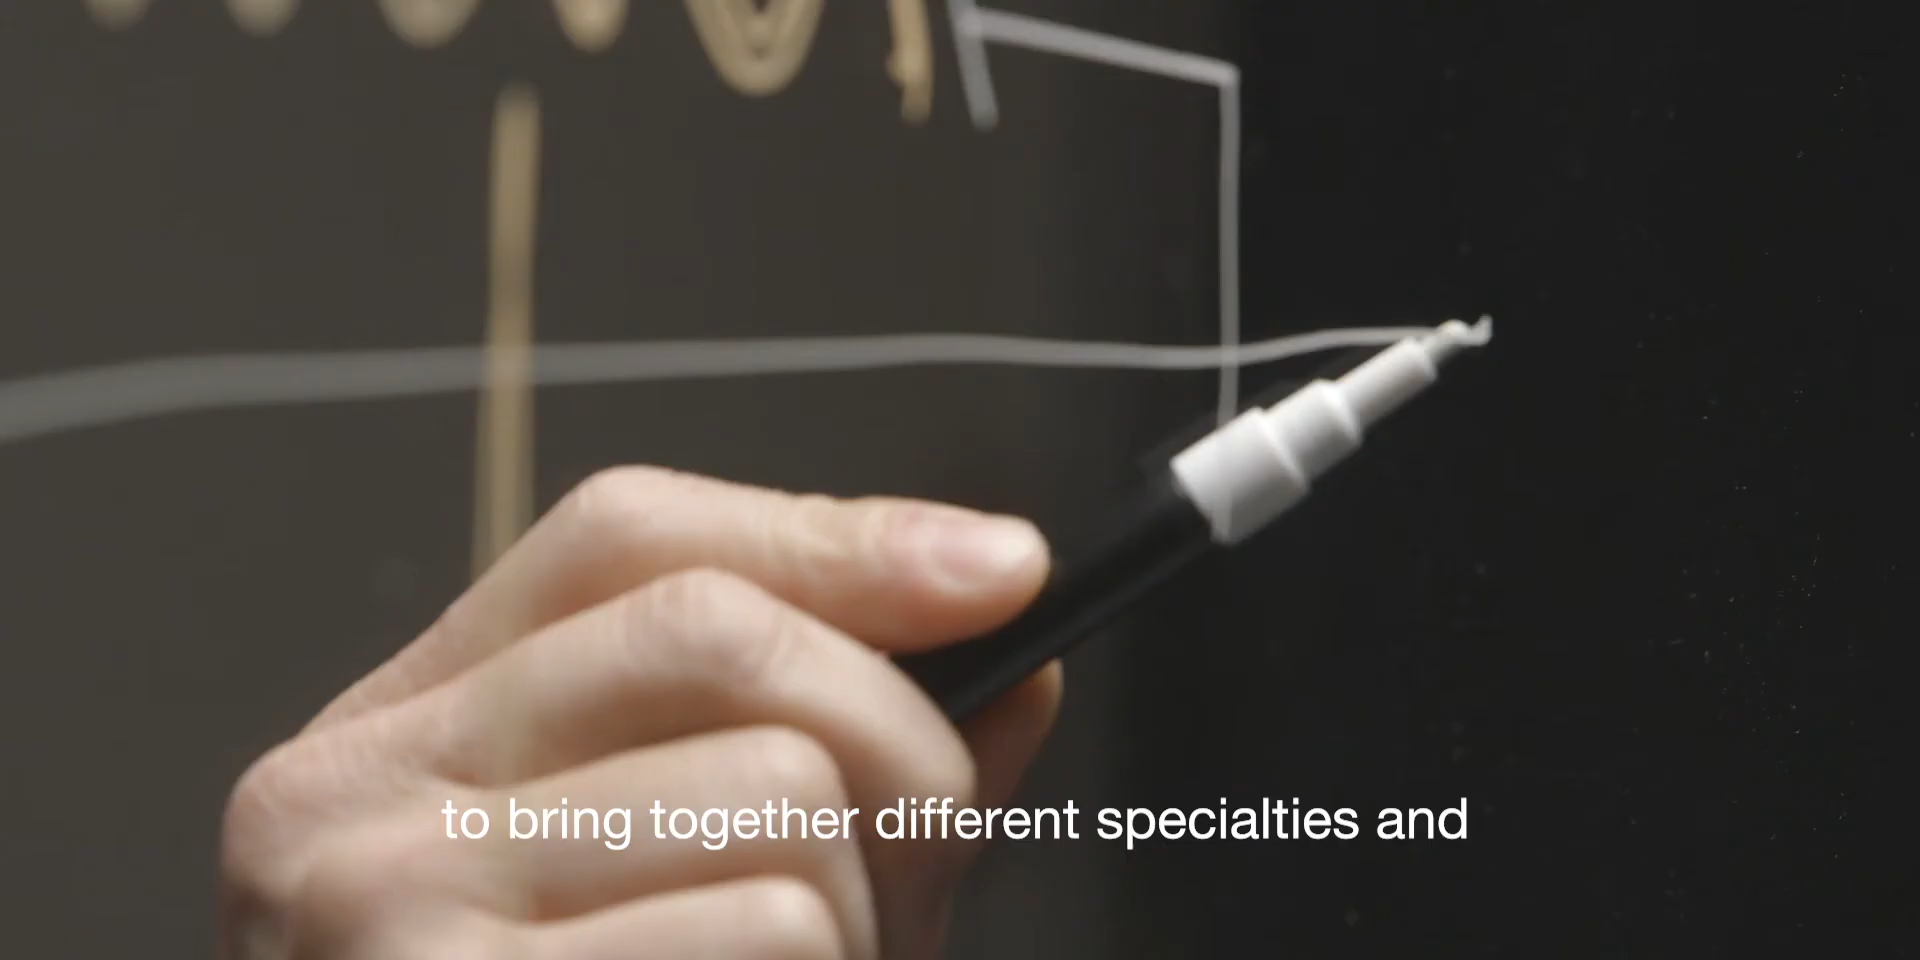 to bring together different specialties and